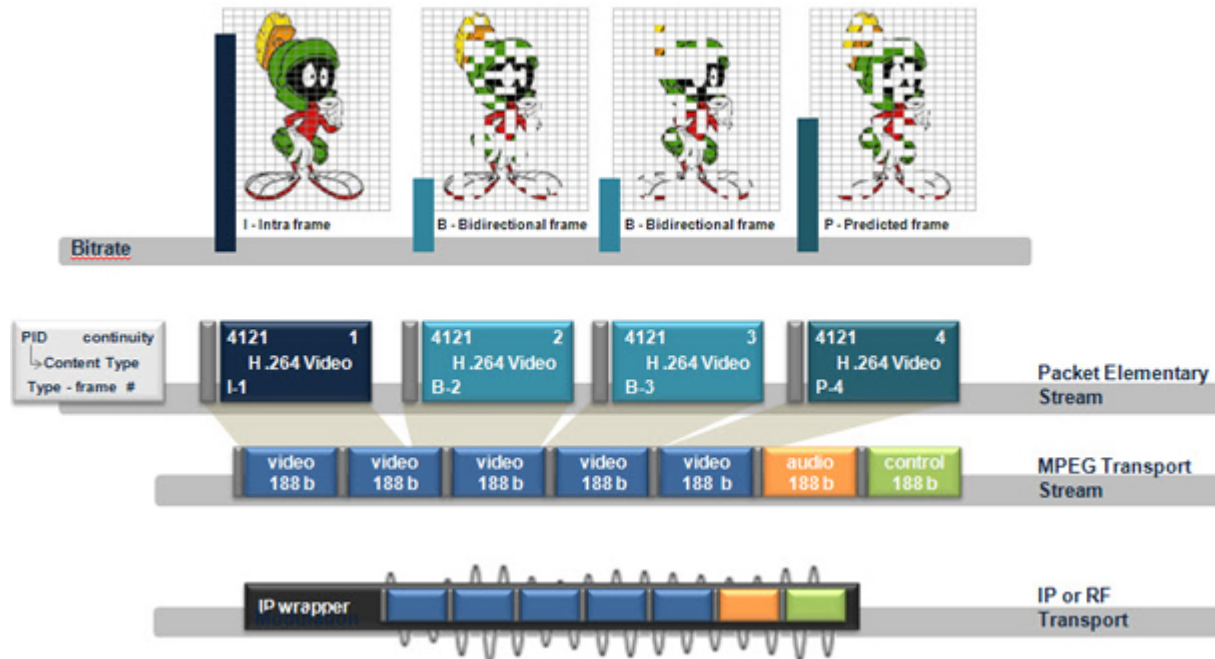 I - Intra frame
B - Bidirectional frame
B - Bidirectional frame
P - Predicted frame
Bitrate
PID continuity
Content Type
Type - frame #
4121 1
H.264 Video
I-1
4121 2
H.264 Video
B-2
4121 3
H.264 Video
B-3
4121 4
H.264 Video
P-4
Packet Elementary
Stream
video
188 b
video
188 b
video
188 b
video
188 b
video
188 b
audio
188 b
control
188 b
MPEG Transport
Stream
IP wrapper
Modulation
IP or RF
Transport